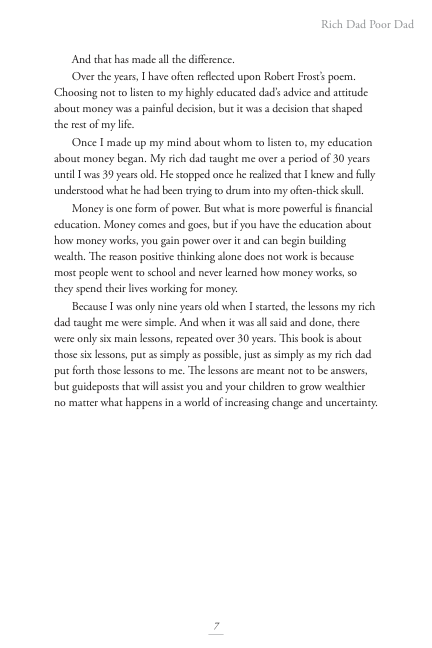 Rich Dad Poor Dad
And that has made all the difference.
Over the years, I have often reflected upon Robert Frost's poem.
Choosing not to listen to my highly educated dad's advice and attitude
about money was a painful decision, but it was a decision that shaped
the rest of my life.
Once I made up my mind about whom to listen to, my education
about money began. My rich dad taught me over a period of 30 years
until I was 39 years old. He stopped once he realized that I knew and fully
understood what he had been trying to drum into my often-thick skull.
Money is one form of power. But what is more powerful is financial
education. Money comes and goes, but if you have the education about
how money works, you gain power over it and can begin building
wealth. The reason positive thinking alone does not work is because
most people went to school and never learned how money works, so
they spend their lives working for money.
Because I was only nine years old when I started, the lessons my rich
dad taught me were simple. And when it was all said and done, there
were only six main lessons, repeated over 30 years. This book is about
those six lessons, put as simply as possible, just as simply as my rich dad
put forth those lessons to me. The lessons are meant not to be answers,
but guideposts that will assist you and your children to grow wealthier
no matter what happens in a world of increasing change and uncertainty.
7